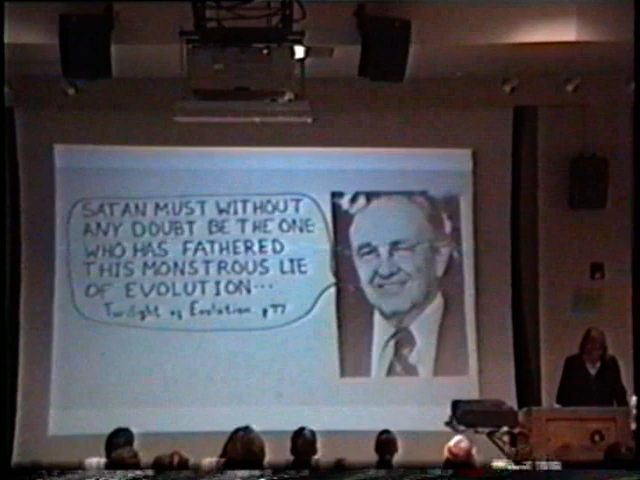 SATAN MUST WITHOUT
ANY DOUBT BE THE ONE
WHO HAS FATHERED
THIS MONSTROUS LIE
OF EVOLUTION...
Twilight of Evolution p 77